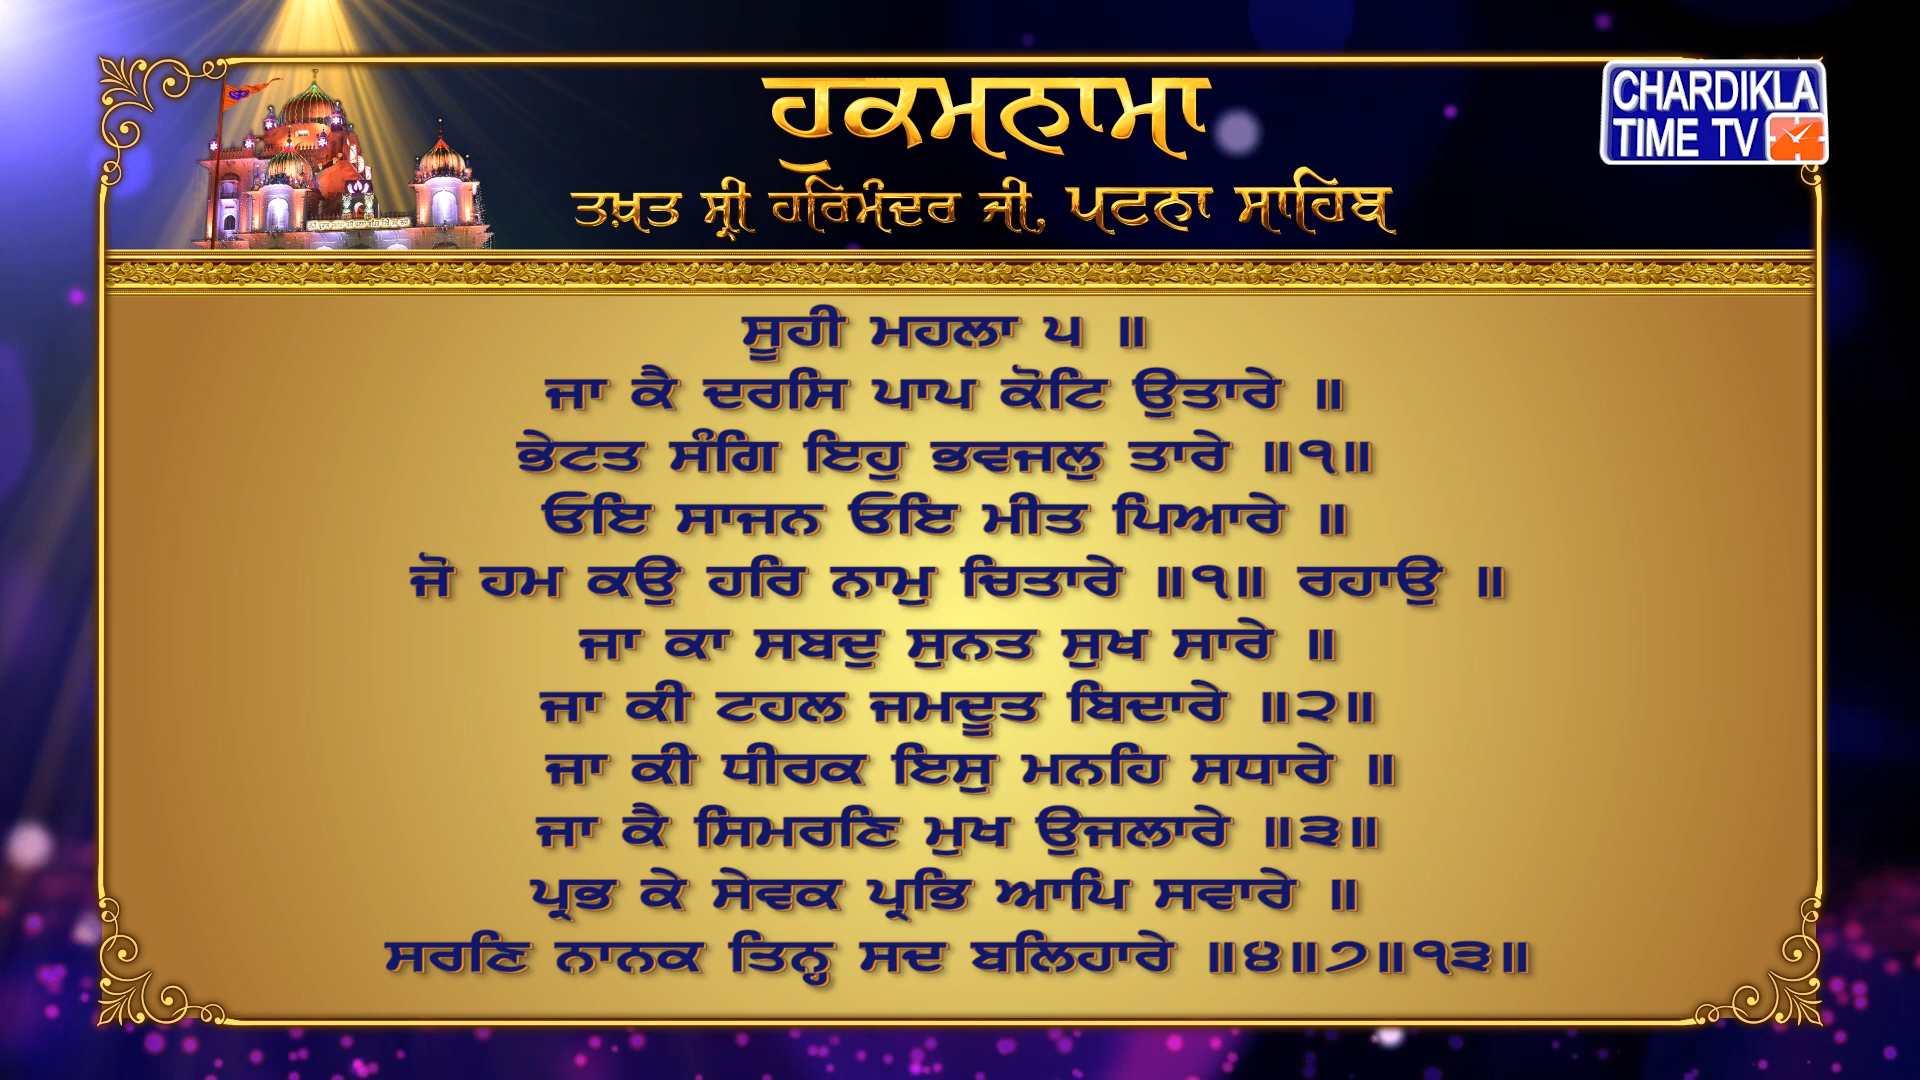 ਹੁਕਮਨਾਮਾ
CHARDIKLA
TIME TV
ਤਖ਼ਤ ਸ੍ਰੀ ਹਰਿਮੰਦਰ ਜੀ, ਪਟਨਾ ਸਾਹਿਬ
ਸੂਹੀ ਮਹਲਾ ੫ ॥
ਜਾ ਕੈ ਦਰਸਿ ਪਾਪ ਕੋਟਿ ਉਤਾਰੇ ॥
ਭੇਟਤ ਸੰਗਿ ਇਹੁ ਭਵਜਲੁ ਤਾਰੇ ॥੧॥
ਓਇ ਸਾਜਨ ਓਇ ਮੀਤ ਪਿਆਰੇ ॥
ਜੋ ਹਮ ਕਉ ਹਰਿ ਨਾਮੁ ਚਿਤਾਰੇ ॥੧॥ ਰਹਾਉ ॥
ਜਾ ਕਾ ਸਬਦੁ ਸੁਨਤ ਸੁਖ ਸਾਰੇ ॥
ਜਾ ਕੀ ਟਹਲ ਜਮਦੂਤ ਬਿਦਾਰੇ ॥੨॥
ਜਾ ਕੀ ਧੀਰਕ ਇਸੁ ਮਨਹਿ ਸਧਾਰੇ ॥
ਜਾ ਕੈ ਸਿਮਰਣਿ ਮੁਖ ਉਜਲਾਰੇ ॥੩॥
ਪ੍ਰਭ ਕੇ ਸੇਵਕ ਪ੍ਰਭਿ ਆਪਿ ਸਵਾਰੇ ॥
ਸਰਣਿ ਨਾਨਕ ਤਿਨ੍ਹ ਸਦ ਬਲਿਹਾਰੇ ॥੪॥੭॥੧੩॥